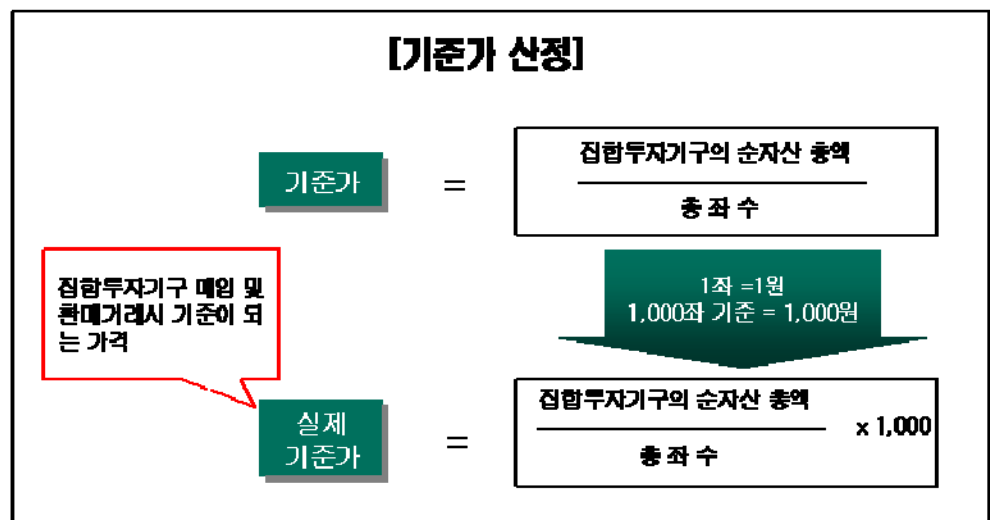 [기준가 산정]
기준가
=
집합투자기구의 순자산 총액
총 좌 수
집합투자기구 매입 및
판매거래시 기준이 되
는 가격
1좌 =1원
1,000좌 기준 = 1,000원
실제
기준가
=
집합투자기구의 순자산 총액
총 좌 수
x 1,000